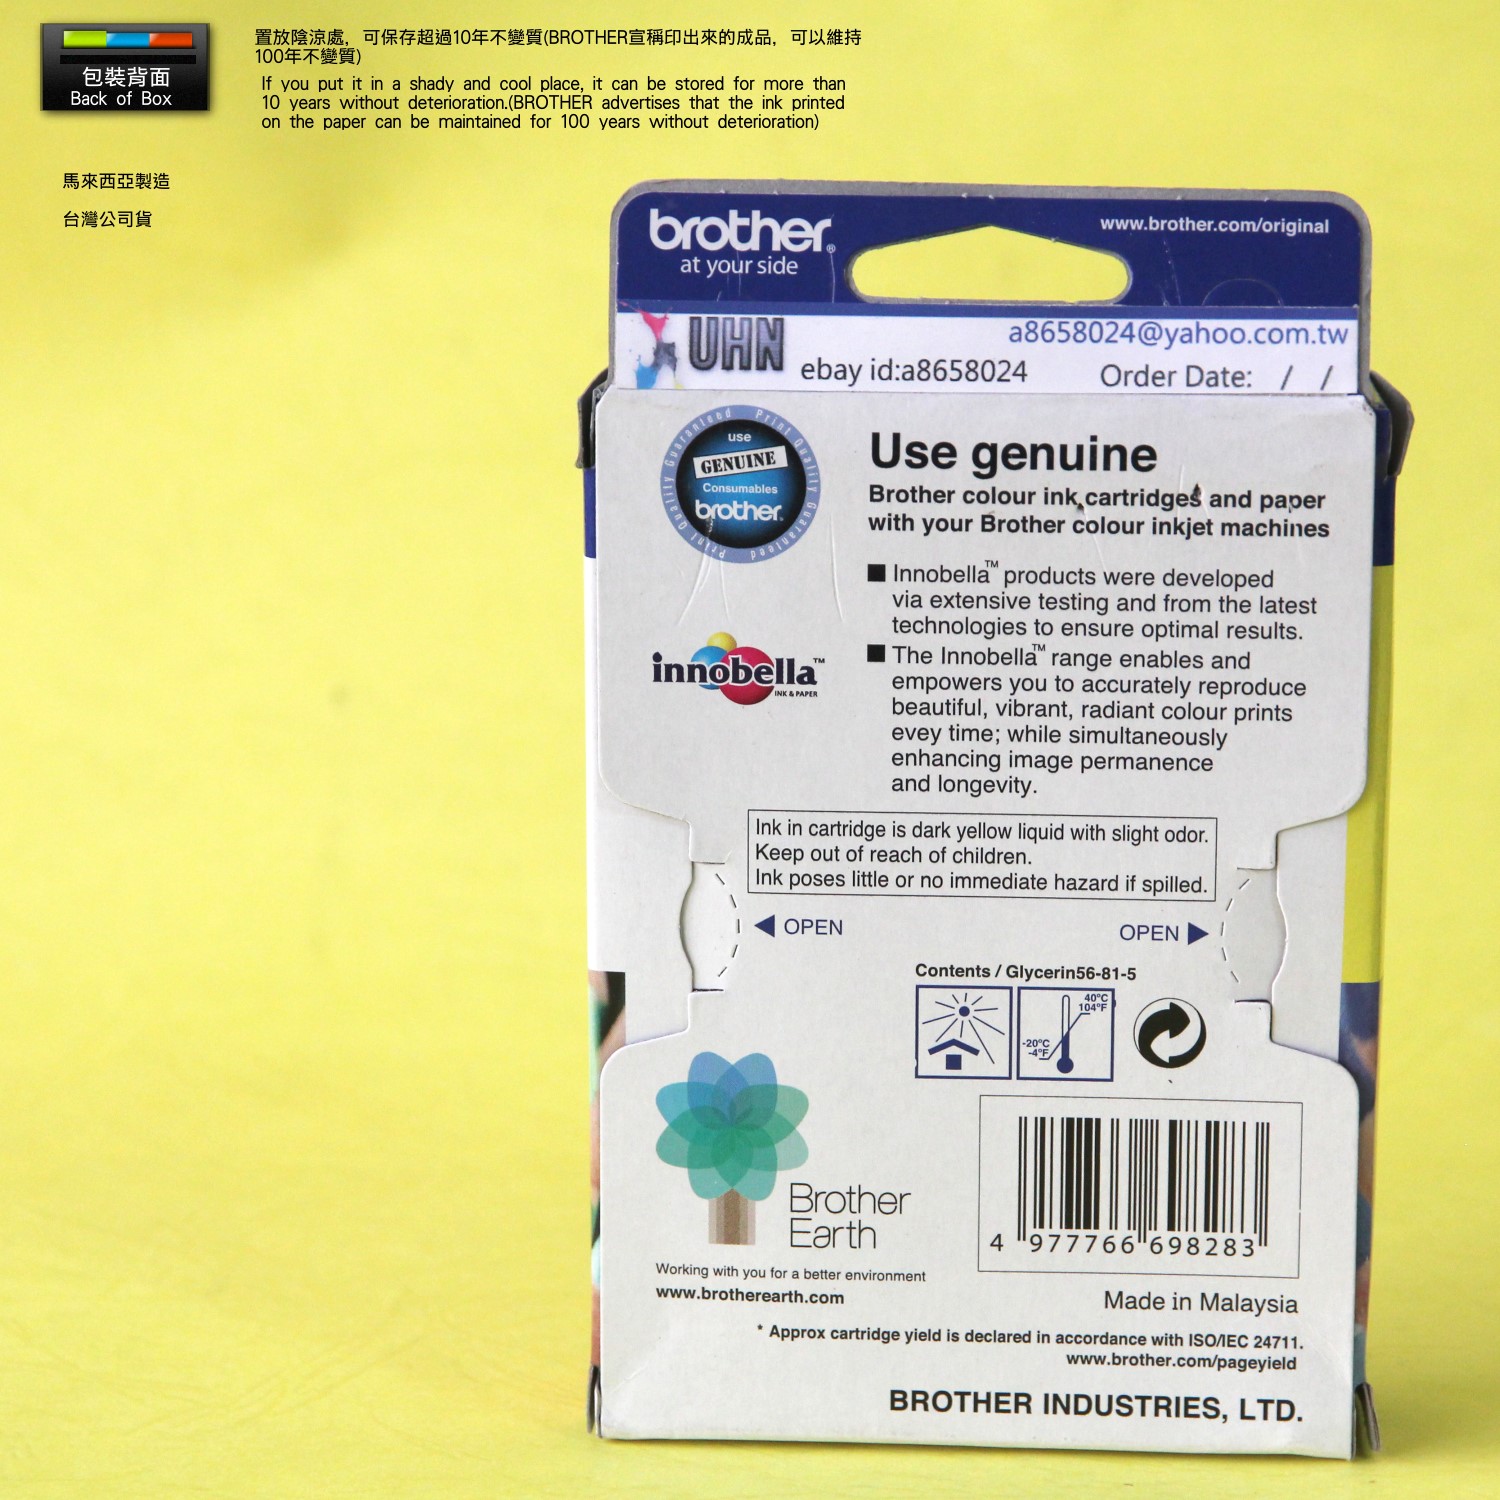 包裝背面
Back of Box
置放陰涼處，可保存超過10年不變質(BROTHER宣稱印出來的成品，可以維持
100年不變質)
If you put it in a shady and cool place, it can be stored for more than
10 years without deterioration.(BROTHER advertises that the ink printed
on the paper can be maintained for 100 years without deterioration)
馬來西亞製造
台灣公司貨
brother®
at your side
www.brother.com/original
UHN
a8658024@yahoo.com.tw
ebay id:a8658024
Order Date: / /
Print Quality Guaranteed Print Quality Guaranteed
use
GENUINE
Consumables
brother.
Use genuine
Brother colour ink cartridges and paper
with your Brother colour inkjet machines
■ Innobella™ products were developed
via extensive testing and from the latest
technologies to ensure optimal results.
■ The Innobella™ range enables and
empowers you to accurately reproduce
beautiful, vibrant, radiant colour prints
evey time; while simultaneously
enhancing image permanence
and longevity.
innobella™
INK & PAPER
Ink in cartridge is dark yellow liquid with slight odor.
Keep out of reach of children.
Ink poses little or no immediate hazard if spilled.
◀ OPEN
OPEN ▶
Contents / Glycerin56-81-5
40°C
104°F
-20°C
-4°F
Brother
Earth
Working with you for a better environment
www.brotherearth.com
4 977766 698283
Made in Malaysia
* Approx cartridge yield is declared in accordance with ISO/IEC 24711.
www.brother.com/pageyield
BROTHER INDUSTRIES, LTD.